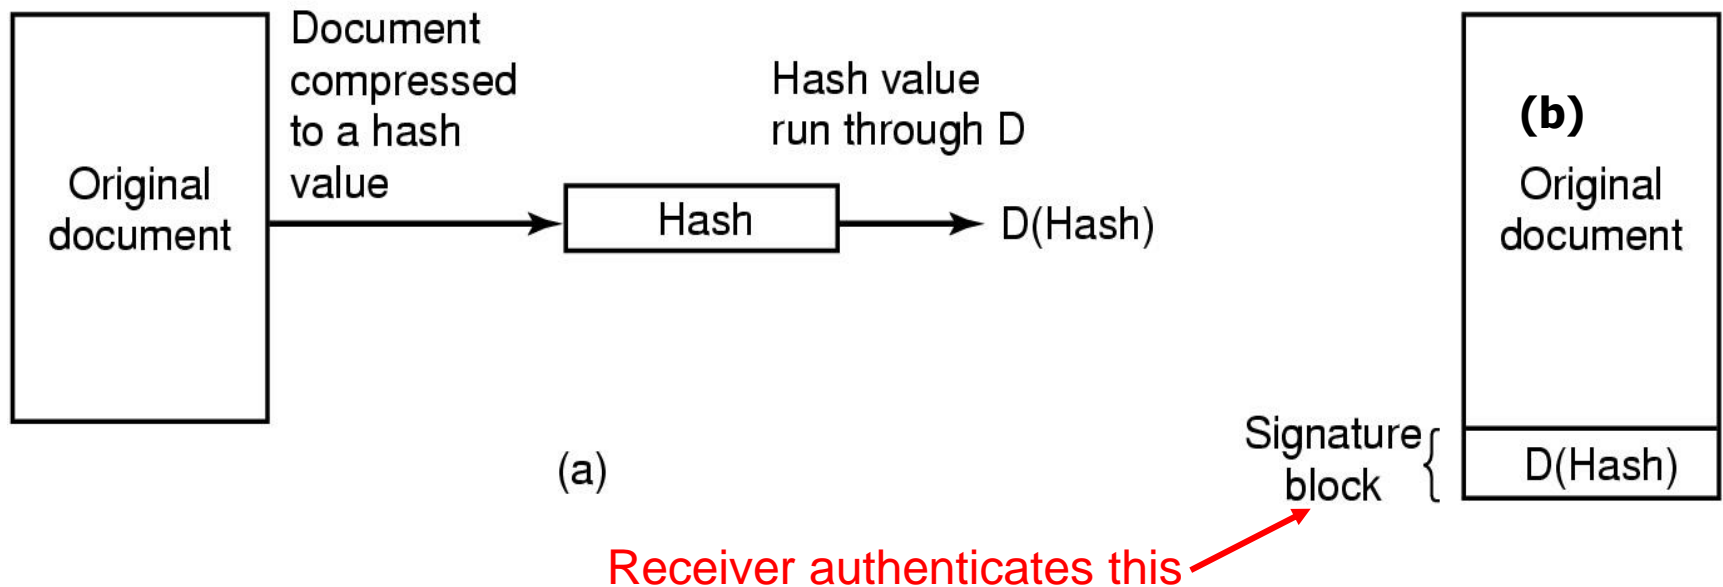 Original
document
Document
compressed
to a hash
value
Hash
Hash value
run through D
D(Hash)
(a)
(b)
Original
document
Signature
block
D(Hash)
Receiver authenticates this